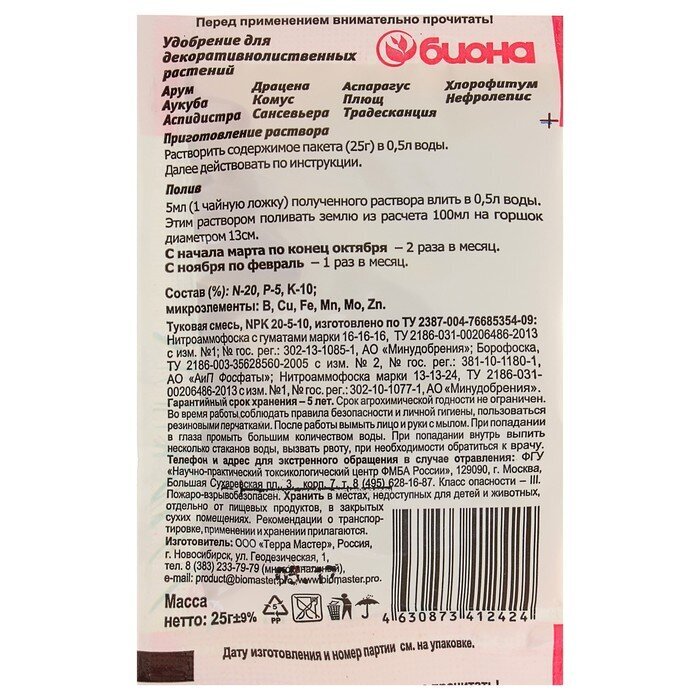 Перед применением внимательно прочитать!
Удобрение для
декоративнолиственных
растений
биона
Арум Драцена Аспарагус Хлорофитум
Аукуба Комус Плющ Нефролепис
Аспидистра Сансевьера Традесканция
Приготовление раствора
Растворить содержимое пакета (25г) в 0,5л воды.
Далее действовать по инструкции.
Полив
5мл (1 чайную ложку) полученного раствора влить в 0,5л воды.
Этим раствором поливать землю из расчета 100мл на горшок
диаметром 13см.
С начала марта по конец октября – 2 раза в месяц.
С ноября по февраль – 1 раз в месяц.
Состав (%): N-20, P-5, K-10;
микроэлементы: B, Cu, Fe, Mn, Mo, Zn.
Туковая смесь, NPK 20-5-10, изготовлено по ТУ 2387-004-76685354-09:
Нитроаммофоска с гуматами марки 16-16-16, ТУ 2186-031-00206486-2013
с изм. №1; № гос. рег.: 302-13-1085-1, АО «Минудобрения»; Борофоска,
ТУ 2186-003-35628560-2005 с изм. № 2, № гос. рег.: 381-10-1180-1,
АО «АиП Фосфаты»; Нитроаммофоска марки 13-13-24, ТУ 2186-031-
00206486-2013 с изм. №1, № гос. рег.: 302-10-1077-1, АО «Минудобрения».
Гарантийный срок хранения – 5 лет. Срок агрохимической годности не ограничен.
Во время работы соблюдать правила безопасности и личной гигиены, пользоваться
резиновыми перчатками. После работы вымыть лицо и руки с мылом. При попадании
в глаза промыть большим количеством воды. При попадании внутрь выпить
несколько стаканов воды, вызвать рвоту, при необходимости обратиться к врачу.
Телефон и адрес для экстренного обращения в случае отравления: ФГУ
«Научно-практический токсикологический центр ФМБА России», 129090, г. Москва,
Большая Сухаревская пл., 3, корп. 7, т. 8 (495) 628-16-87. Класс опасности – III.
Пожаро-взрывобезопасен. Хранить в местах, недоступных для детей и животных,
отдельно от пищевых продуктов, в закрытых
сухих помещениях. Рекомендации о транспор-
тировке, применении и хранении прилагаются.
Изготовитель: ООО «Терра Мастер», Россия,
г. Новосибирск, ул. Геодезическая, 1,
т. 8 (383) 233-79-79 (многоканальный),
e-mail: product@biomaster.pro, www.biomaster.pro.
Масса
нетто: 25г±9%
5
PP
4 630873 412424
Дату изготовления и номер партии см. на упаковке.